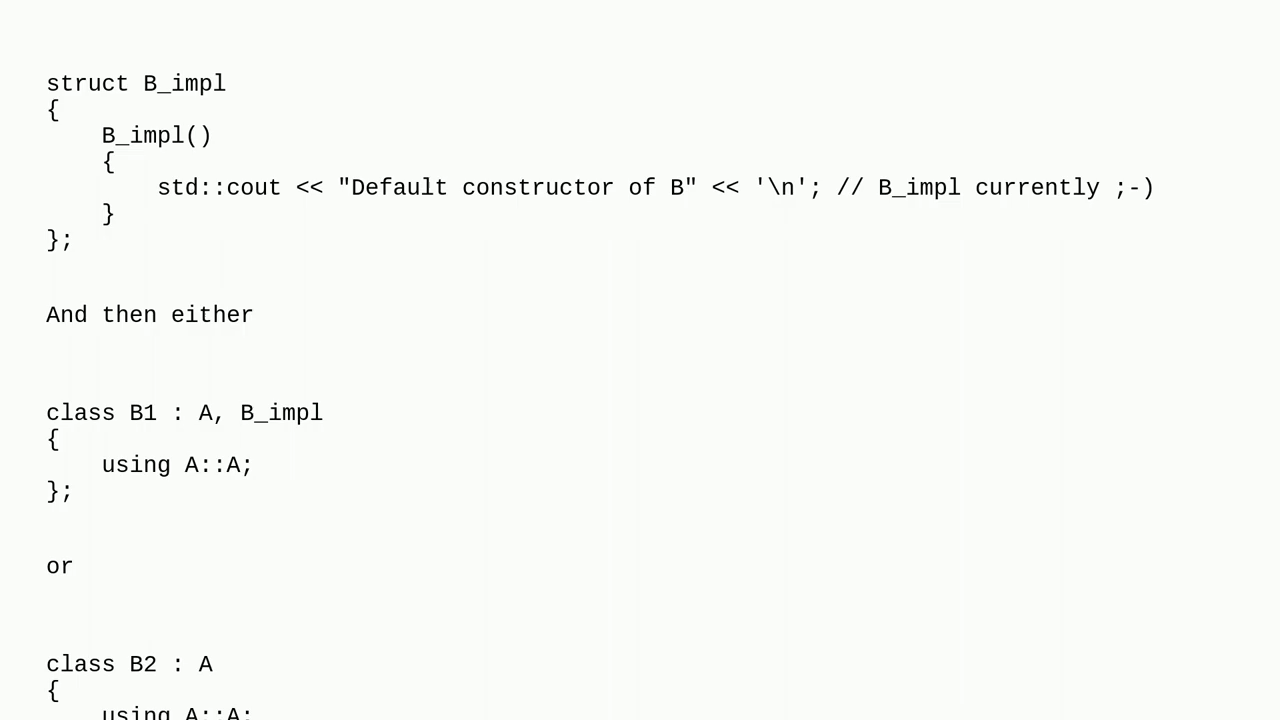 struct B_impl
{
    B_impl()
    {
        std::cout << "Default constructor of B" << '\n'; // B_impl currently ;-)
    }
};
And then either
class B1 : A, B_impl
{
    using A::A;
};
or
class B2 : A
{
    using A::A;